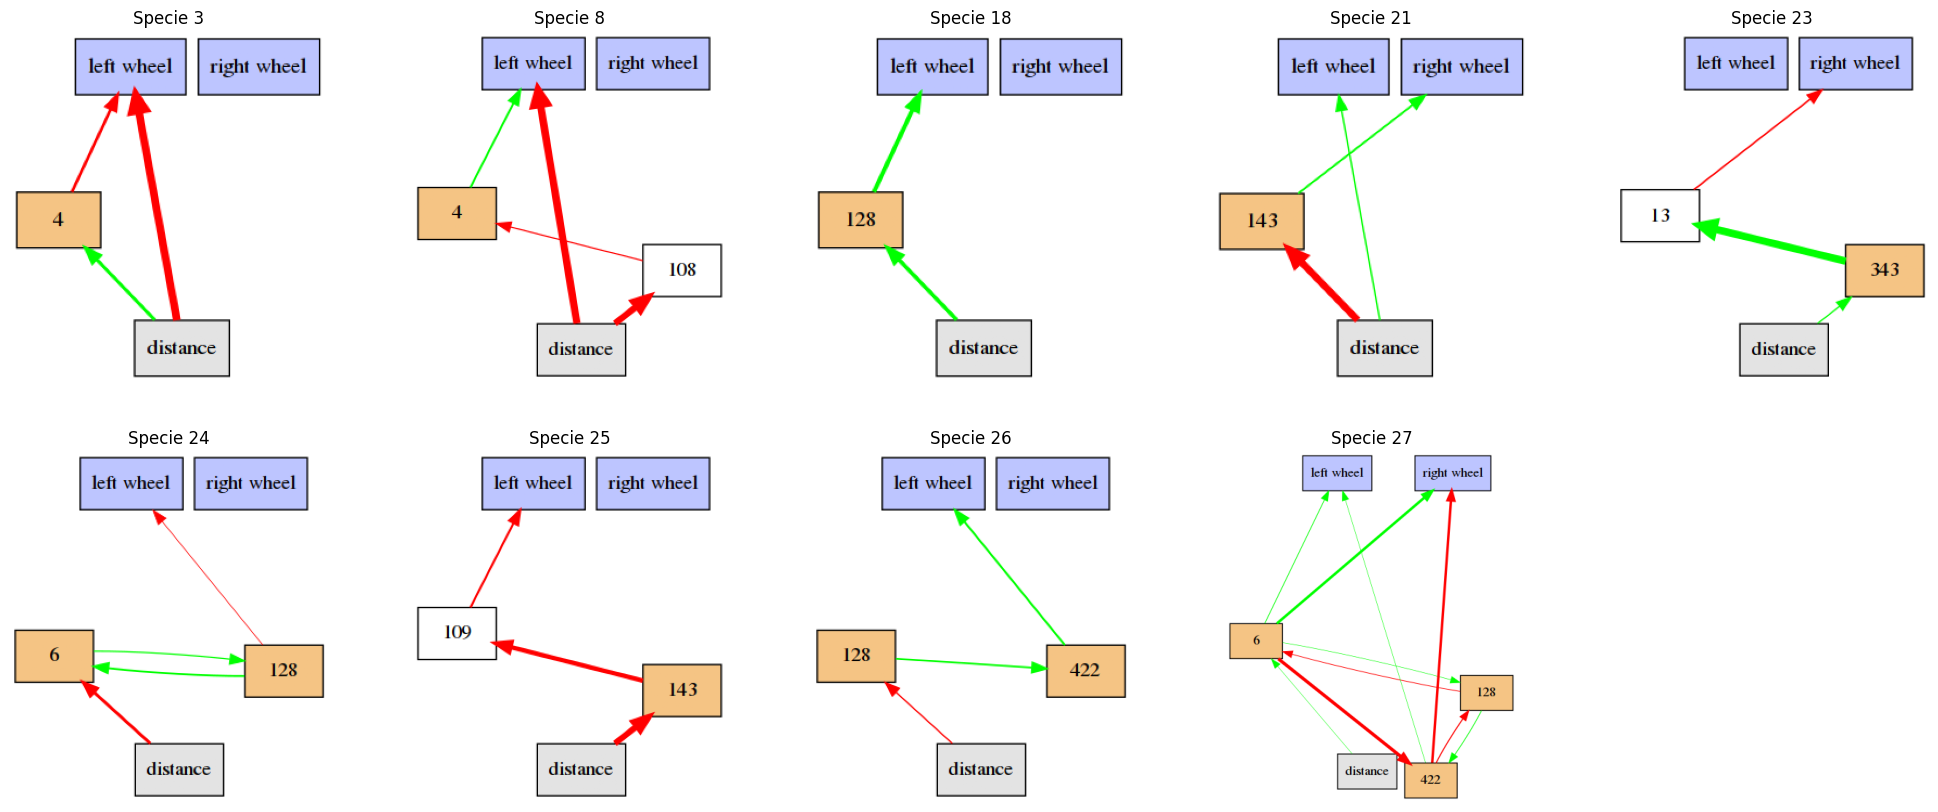 Specie 3
left wheel
right wheel
4
distance
Specie 8
left wheel
right wheel
4
108
distance
Specie 18
left wheel
right wheel
128
distance
Specie 21
left wheel
right wheel
143
distance
Specie 23
left wheel
right wheel
13
343
distance
Specie 24
left wheel
right wheel
6
128
distance
Specie 25
left wheel
right wheel
109
143
distance
Specie 26
left wheel
right wheel
128
422
distance
Specie 27
left wheel
right wheel
6
128
distance
422